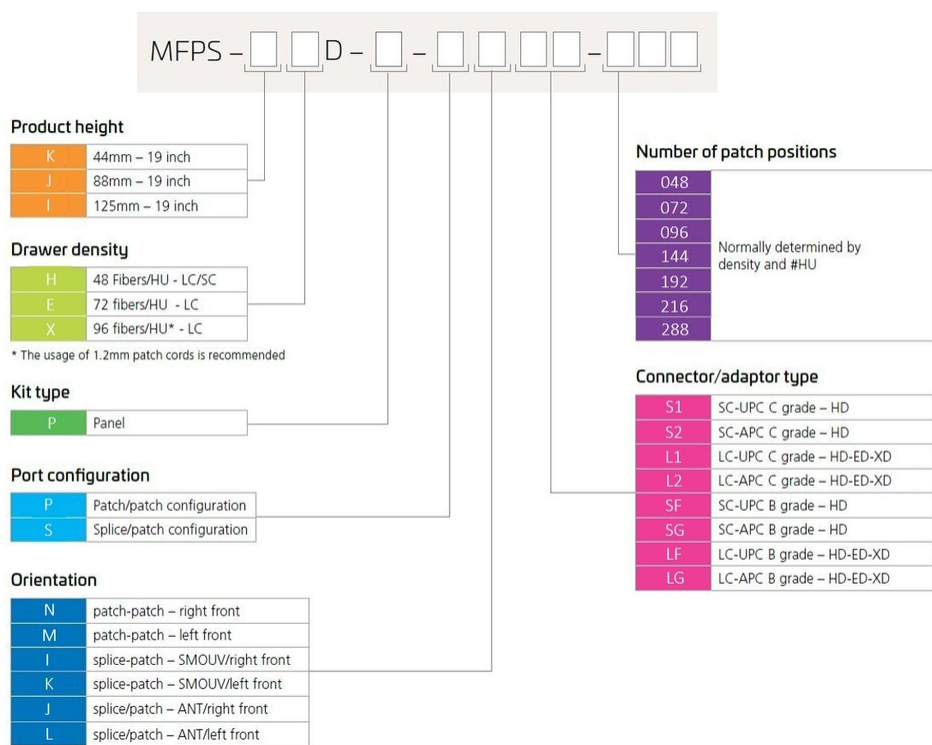 MFPS – D – – –
Product height
K 44mm – 19 inch
J 88mm – 19 inch
I 125mm – 19 inch
Drawer density
H 48 Fibers/HU - LC/SC
E 72 fibers/HU - LC
X 96 fibers/HU* - LC
* The usage of 1.2mm patch cords is recommended
Kit type
P Panel
Port configuration
P Patch/patch configuration
S Splice/patch configuration
Orientation
N patch-patch – right front
M patch-patch – left front
I splice-patch – SMOUV/right front
K splice-patch – SMOUV/left front
J splice/patch – ANT/right front
L splice/patch – ANT/left front
Number of patch positions
048
072
096
144
192
216
288
Normally determined by
density and #HU
Connector/adaptor type
S1 SC-UPC C grade – HD
S2 SC-APC C grade – HD
L1 LC-UPC C grade – HD-ED-XD
L2 LC-APC C grade – HD-ED-XD
SF SC-UPC B grade – HD
SG SC-APC B grade – HD
LF LC-UPC B grade – HD-ED-XD
LG LC-APC B grade – HD-ED-XD